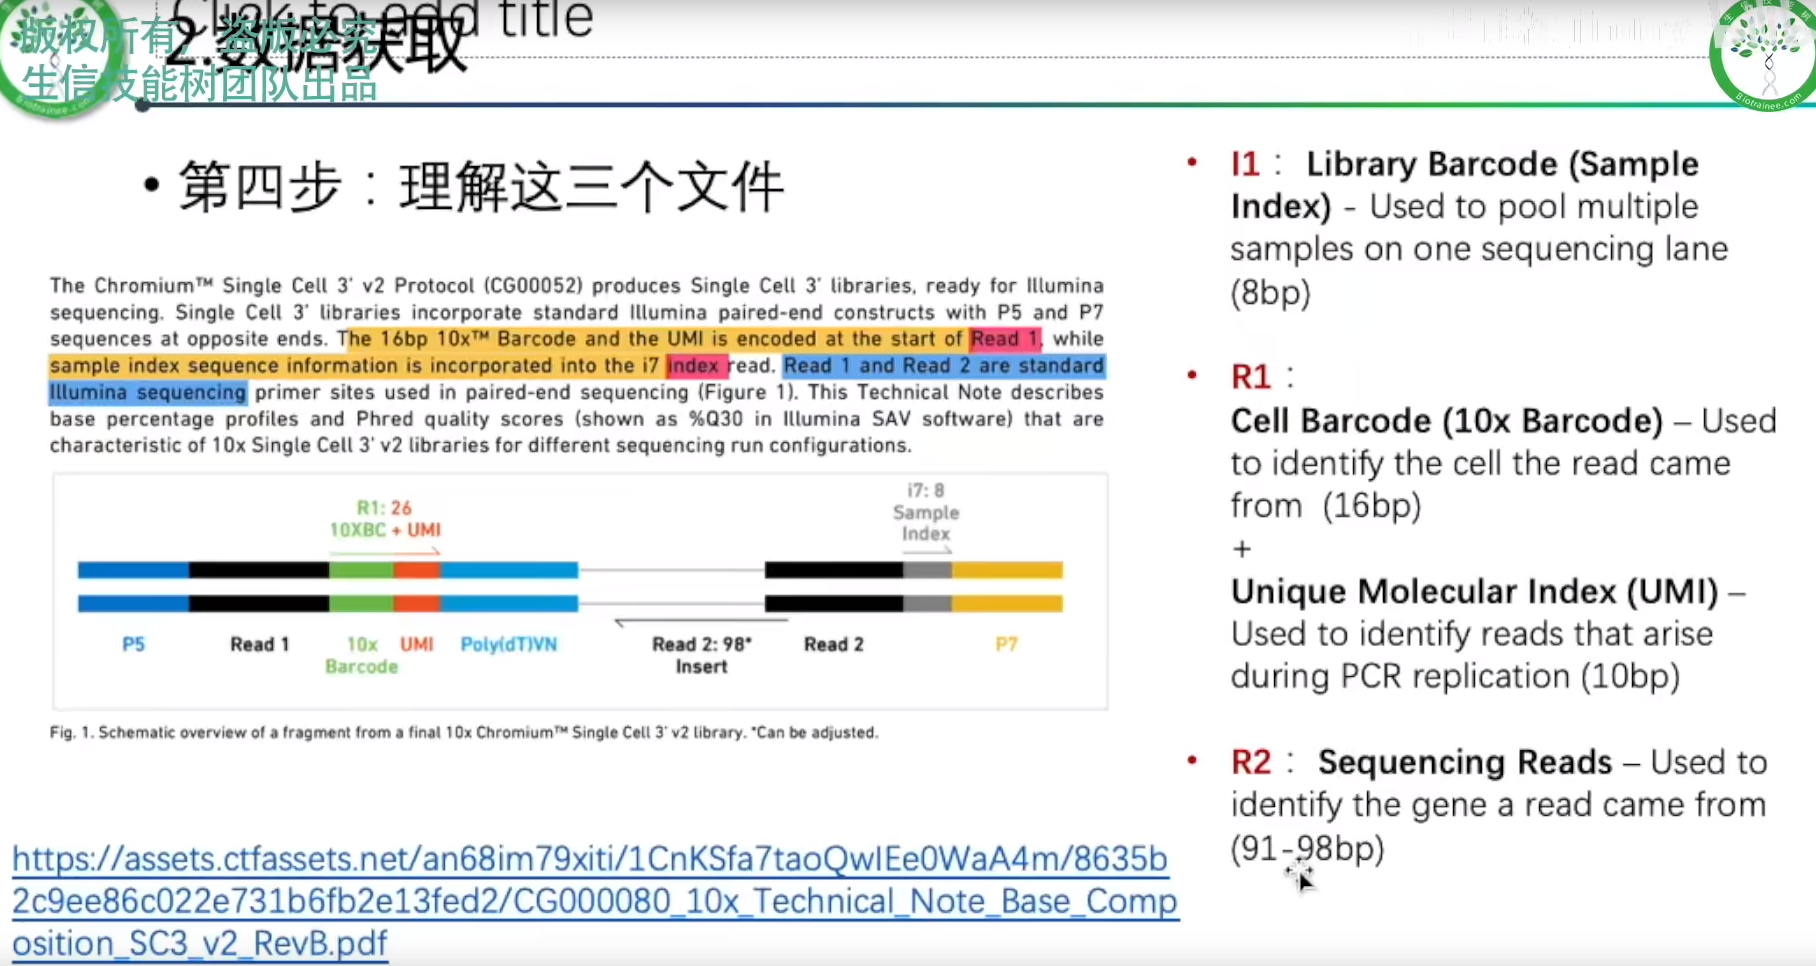 Click to add title
2.数据获取
版权所有,盗版必究
生信技能树团队出品
Biotrainee.com
Biotrainee.com
• 第四步：理解这三个文件
The Chromium™ Single Cell 3' v2 Protocol (CG00052) produces Single Cell 3' libraries, ready for Illumina
sequencing. Single Cell 3' libraries incorporate standard Illumina paired-end constructs with P5 and P7
sequences at opposite ends. The 16bp 10x™ Barcode and the UMI is encoded at the start of Read 1, while
sample index sequence information is incorporated into the i7 index read. Read 1 and Read 2 are standard
Illumina sequencing primer sites used in paired-end sequencing (Figure 1). This Technical Note describes
base percentage profiles and Phred quality scores (shown as %Q30 in Illumina SAV software) that are
characteristic of 10x Single Cell 3' v2 libraries for different sequencing run configurations.
R1: 26
10XBC + UMI
i7: 8
Sample
Index
P5
Read 1
10x
Barcode
UMI
Poly(dT)VN
Read 2: 98*
Insert
Read 2
P7
Fig. 1. Schematic overview of a fragment from a final 10x Chromium™ Single Cell 3' v2 library. *Can be adjusted.
https://assets.ctfassets.net/an68im79xiti/1CnKSfa7taoQwIEe0WaA4m/8635b
2c9ee86c022e731b6fb2e13fed2/CG000080_10x_Technical_Note_Base_Comp
osition_SC3_v2_RevB.pdf
• I1： Library Barcode (Sample
Index) - Used to pool multiple
samples on one sequencing lane
(8bp)
• R1：
Cell Barcode (10x Barcode) – Used
to identify the cell the read came
from (16bp)
+
Unique Molecular Index (UMI) –
Used to identify reads that arise
during PCR replication (10bp)
• R2： Sequencing Reads – Used to
identify the gene a read came from
(91-98bp)